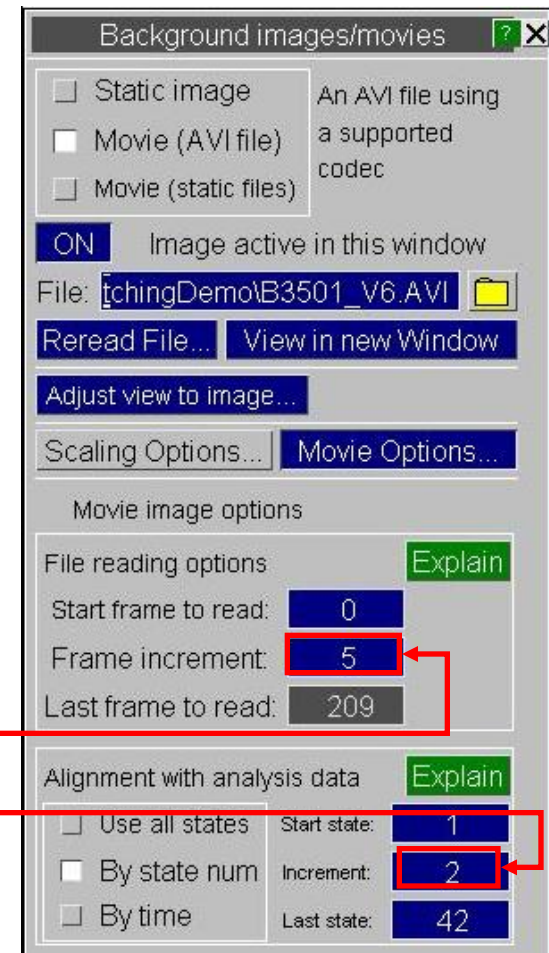 Background images/movies ? X
Static image
Movie (AVI file)
Movie (static files)
An AVI file using
a supported
codec
ON Image active in this window
File: tchingDemo\B3501_V6.AVI
Reread File... View in new Window
Adjust view to image...
Scaling Options... Movie Options...
Movie image options
File reading options Explain
Start frame to read: 0
Frame increment: 5
Last frame to read: 209
Alignment with analysis data Explain
Use all states Start state: 1
By state num Increment: 2
By time Last state: 42